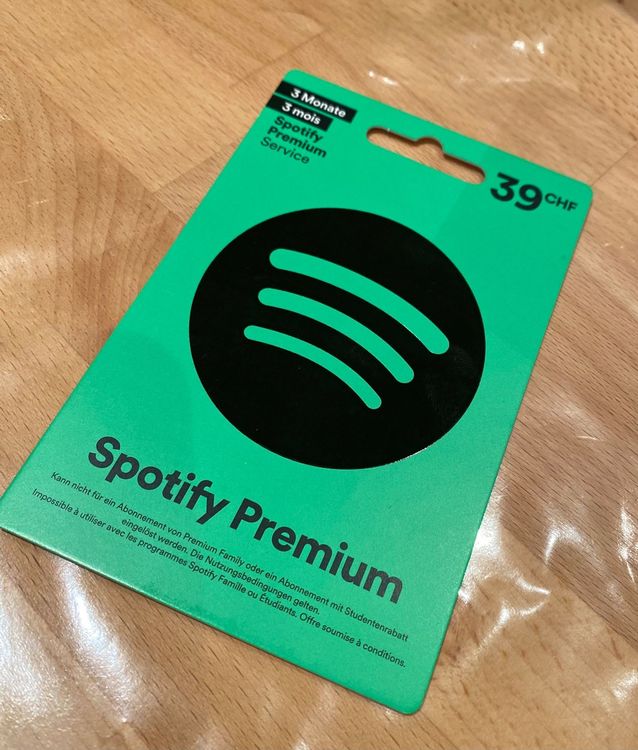 3 Monate
3 mois
Spotify
Premium
Service
39 CHF
Spotify Premium
Kann nicht für ein Abonnement von Premium Family oder ein Abonnement mit Studentenrabatt
eingelöst werden. Die Nutzungsbedingungen gelten.
Impossible à utiliser avec les programmes Spotify Famille ou Étudiants. Offre soumise à conditions.